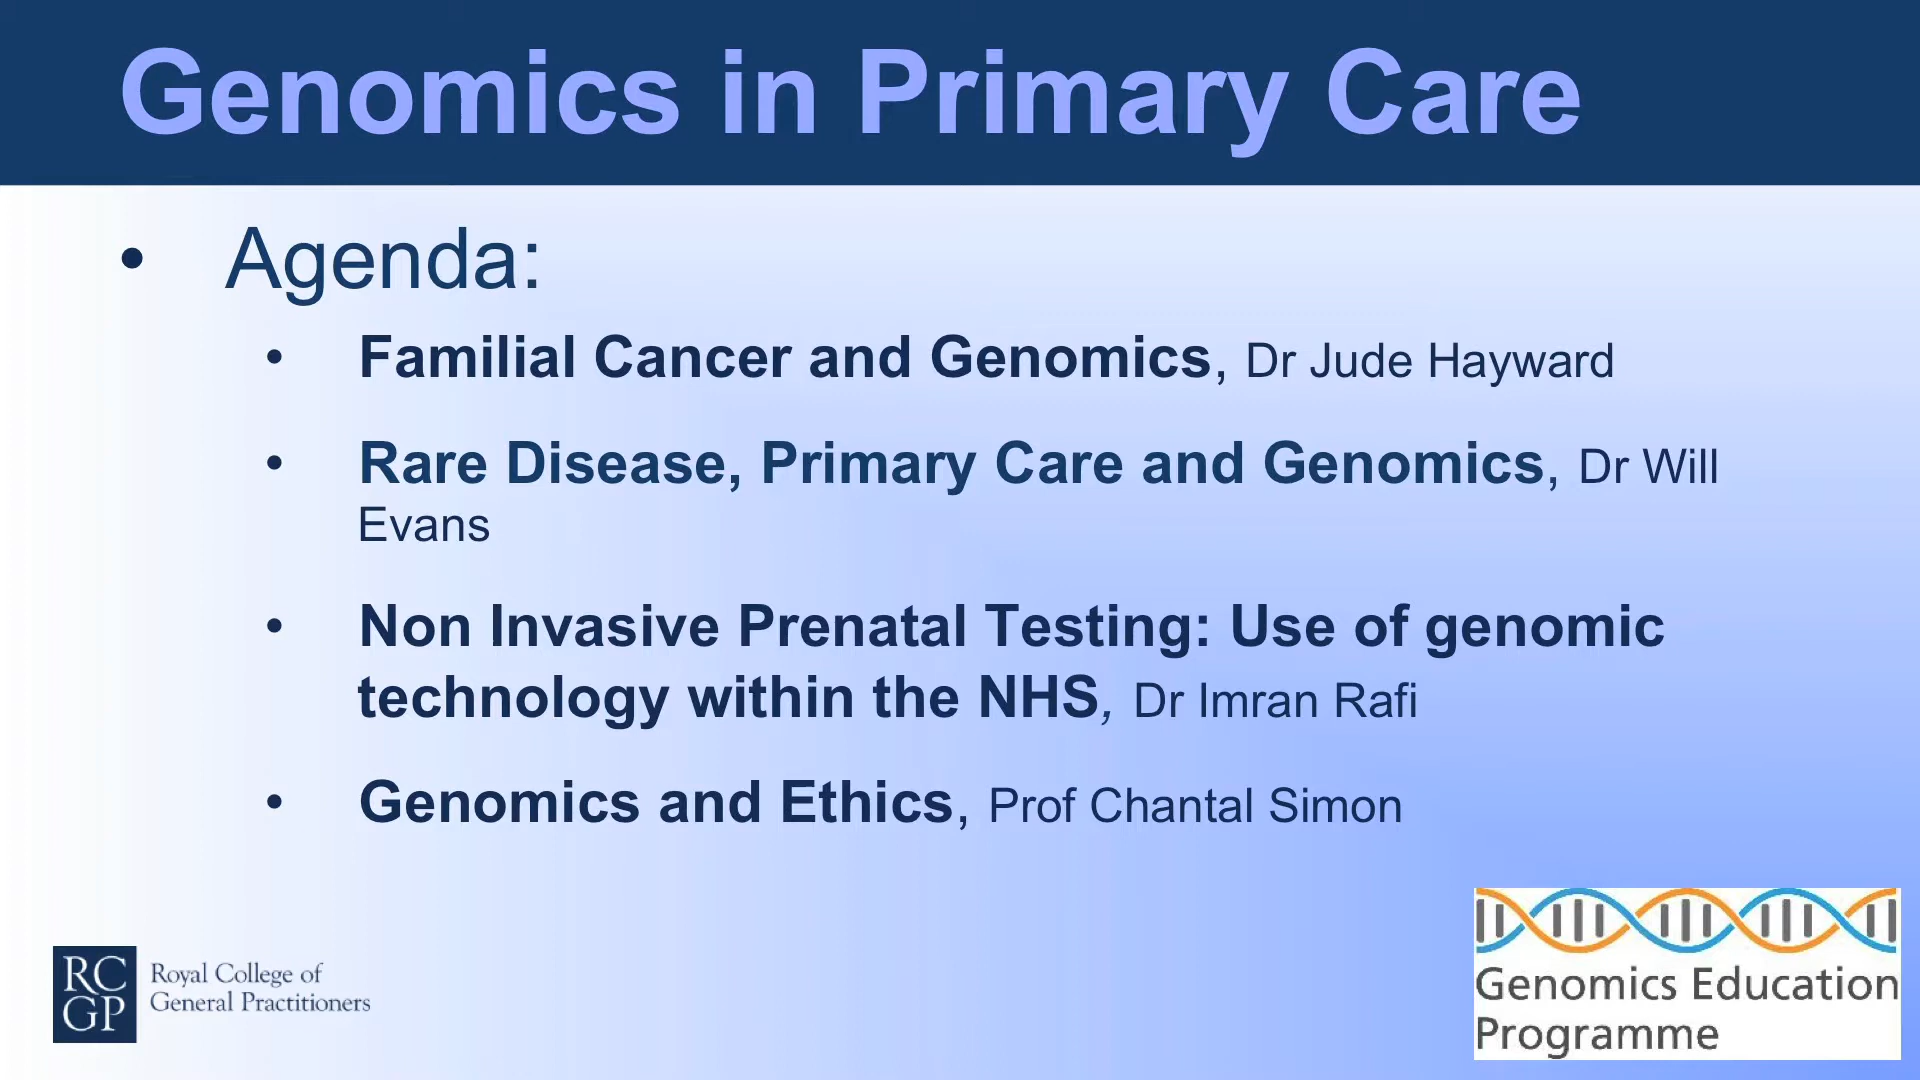 Genomics in Primary Care
• Agenda:
• Familial Cancer and Genomics, Dr Jude Hayward
• Rare Disease, Primary Care and Genomics, Dr Will
Evans
• Non Invasive Prenatal Testing: Use of genomic
technology within the NHS, Dr Imran Rafi
• Genomics and Ethics, Prof Chantal Simon
RC
GP
Royal College of
General Practitioners
Genomics Education
Programme